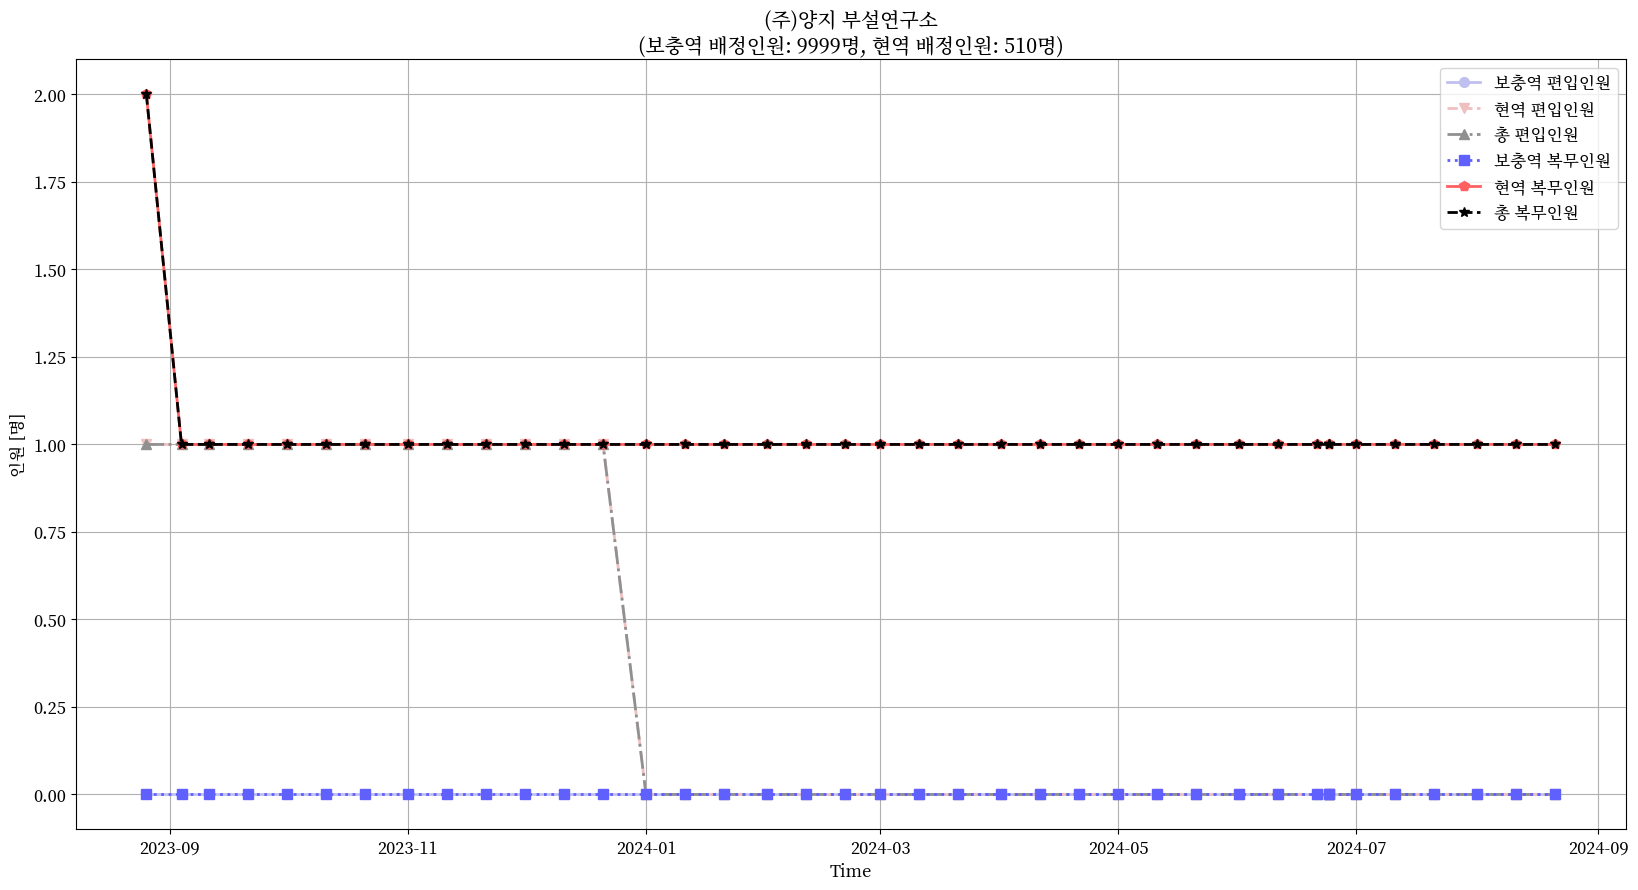 (주)양지 부설연구소
(보충역 배정인원: 9999명, 현역 배정인원: 510명)
보충역 편입인원
현역 편입인원
총 편입인원
보충역 복무인원
현역 복무인원
총 복무인원
인원 [명]
2.00
1.75
1.50
1.25
1.00
0.75
0.50
0.25
0.00
2023-09 2023-11 2024-01 2024-03 2024-05 2024-07 2024-09
Time